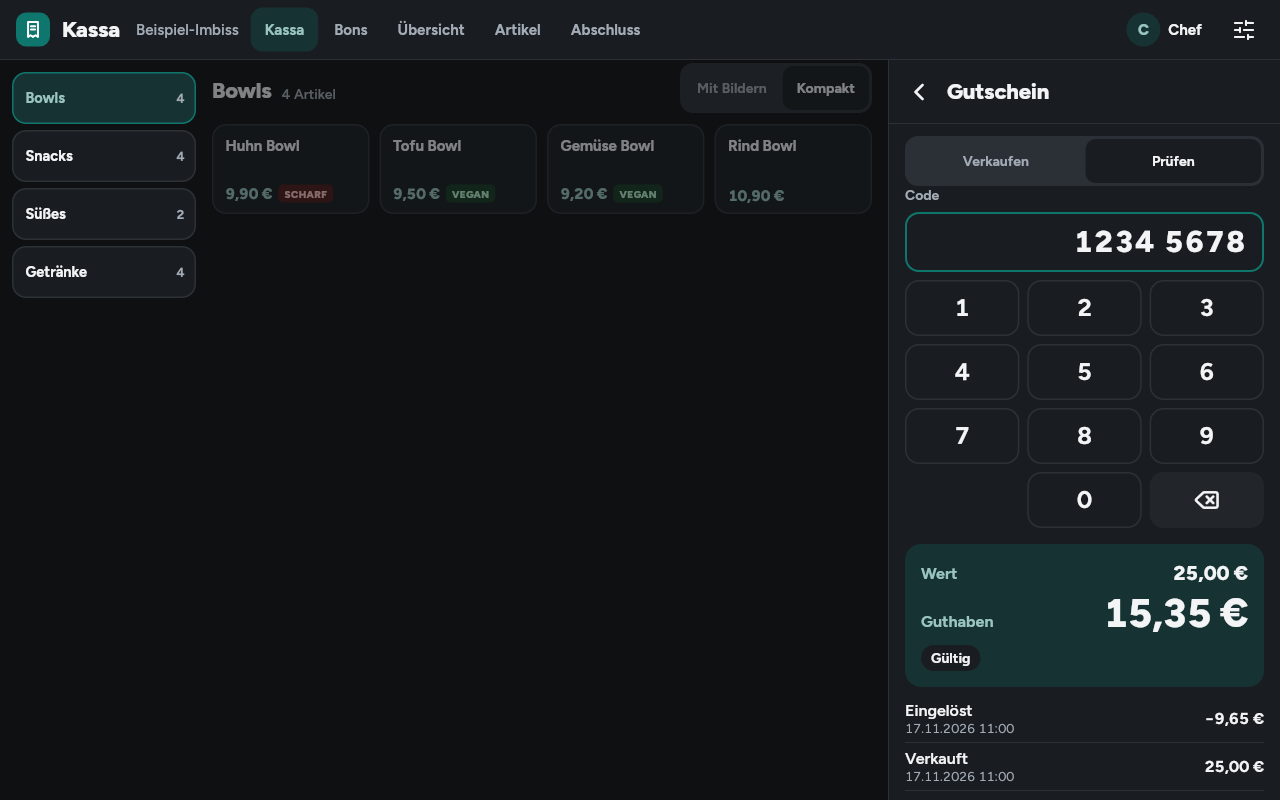 Kassa Beispiel-Imbiss Kassa Bons Übersicht Artikel Abschluss C Chef
Bowls 4
Snacks 4
Süßes 2
Getränke 4
Bowls 4 Artikel Mit Bildern Kompakt
Huhn Bowl
9,90 € SCHARF
Tofu Bowl
9,50 € VEGAN
Gemüse Bowl
9,20 € VEGAN
Rind Bowl
10,90 €
Gutschein
Verkaufen Prüfen
Code
1234 5678
1 2 3
4 5 6
7 8 9
0
Wert 25,00 €
Guthaben 15,35 €
Gültig
Eingelöst
17.11.2026 11:00
−9,65 €
Verkauft
17.11.2026 11:00
25,00 €